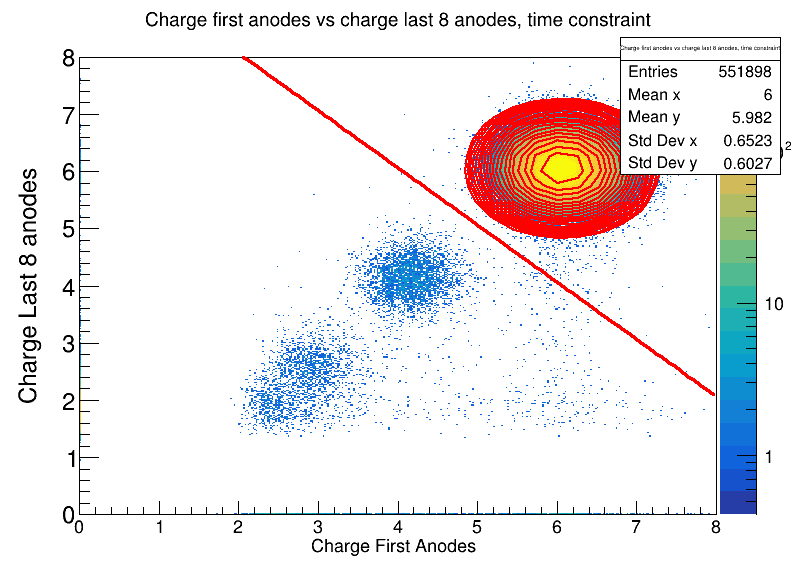 Charge first anodes vs charge last 8 anodes, time constraint
Charge first anodes vs charge last 8 anodes, time constraint
Entries 551898
Mean x 6
Mean y 5.982
Std Dev x 0.6523
Std Dev y 0.6027
Charge Last 8 anodes
8
7
6
5
4
3
2
1
0
0 1 2 3 4 5 6 7 8
Charge First Anodes
2
10
1